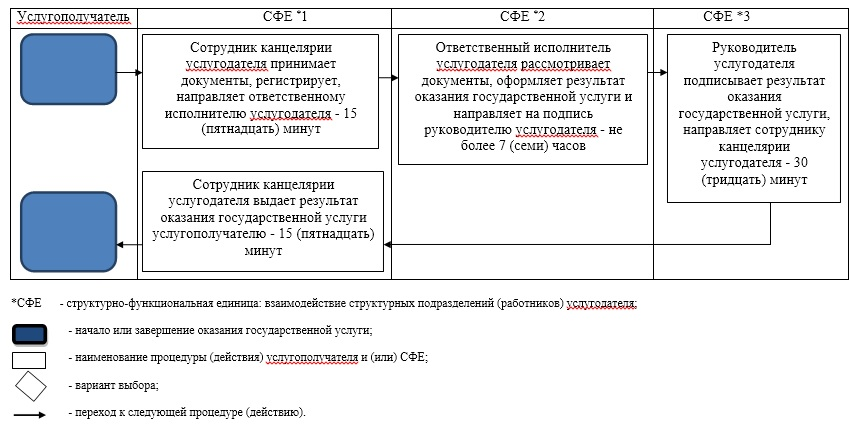 Услугополучатель
СФЕ *1
СФЕ *2
СФЕ *3
Сотрудник канцелярии
услугодателя принимает
документы, регистрирует,
направляет ответственному
исполнителю услугодателя - 15
(пятнадцать) минут
Ответственный исполнитель
услугодателя рассмотривает
документы, оформляет результат
оказания государственной услуги и
направляет на подпись
руководителю услугодателя - не
более 7 (семи) часов
Руководитель
услугодателя
подписывает результат
оказания
государственной услуги,
направляет сотруднику
канцелярии
услугодателя - 30
(тридцать) минут
Сотрудник канцелярии
услугодателя выдает результат
оказания государственной услуги
услугополучателю - 15 (пятнадцать)
минут
*СФЕ - структурно-функциональная единица: взаимодействие структурных подразделений (работников) услугодателя;
- начало или завершение оказания государственной услуги;
- наименование процедуры (действия) услугополучателя и (или) СФЕ;
- вариант выбора;
- переход к следующей процедуре (действию).